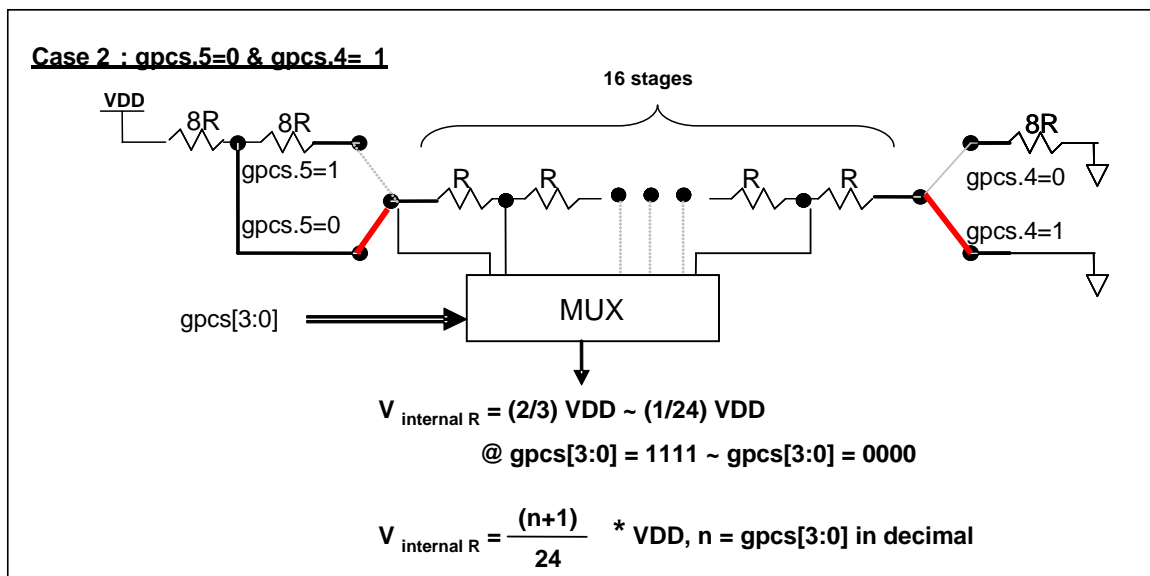 Case 2 : gpcs.5=0 & gpcs.4= 1
16 stages
VDD
8R 8R 8R
gpcs.5=1 R R R R gpcs.4=0
gpcs.5=0 gpcs.4=1
MUX
gpcs[3:0]
V internal R = (2/3) VDD ~ (1/24) VDD
@ gpcs[3:0] = 1111 ~ gpcs[3:0] = 0000
V internal R = (n+1) / 24 * VDD, n = gpcs[3:0] in decimal